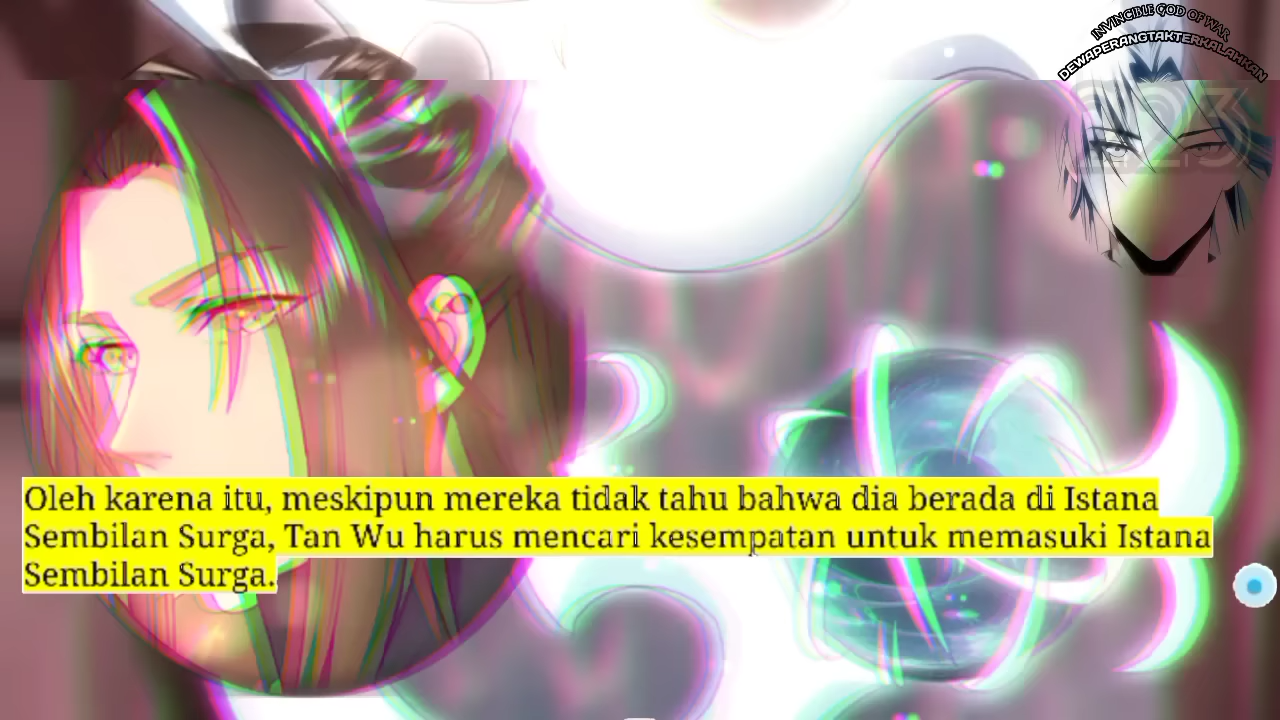 INVINCIBLE GOD OF WAR
DEWAPERANGTAKTERKALAHKAN
223
Oleh karena itu, meskipun mereka tidak tahu bahwa dia berada di Istana
Sembilan Surga, Tan Wu harus mencari kesempatan untuk memasuki Istana
Sembilan Surga.